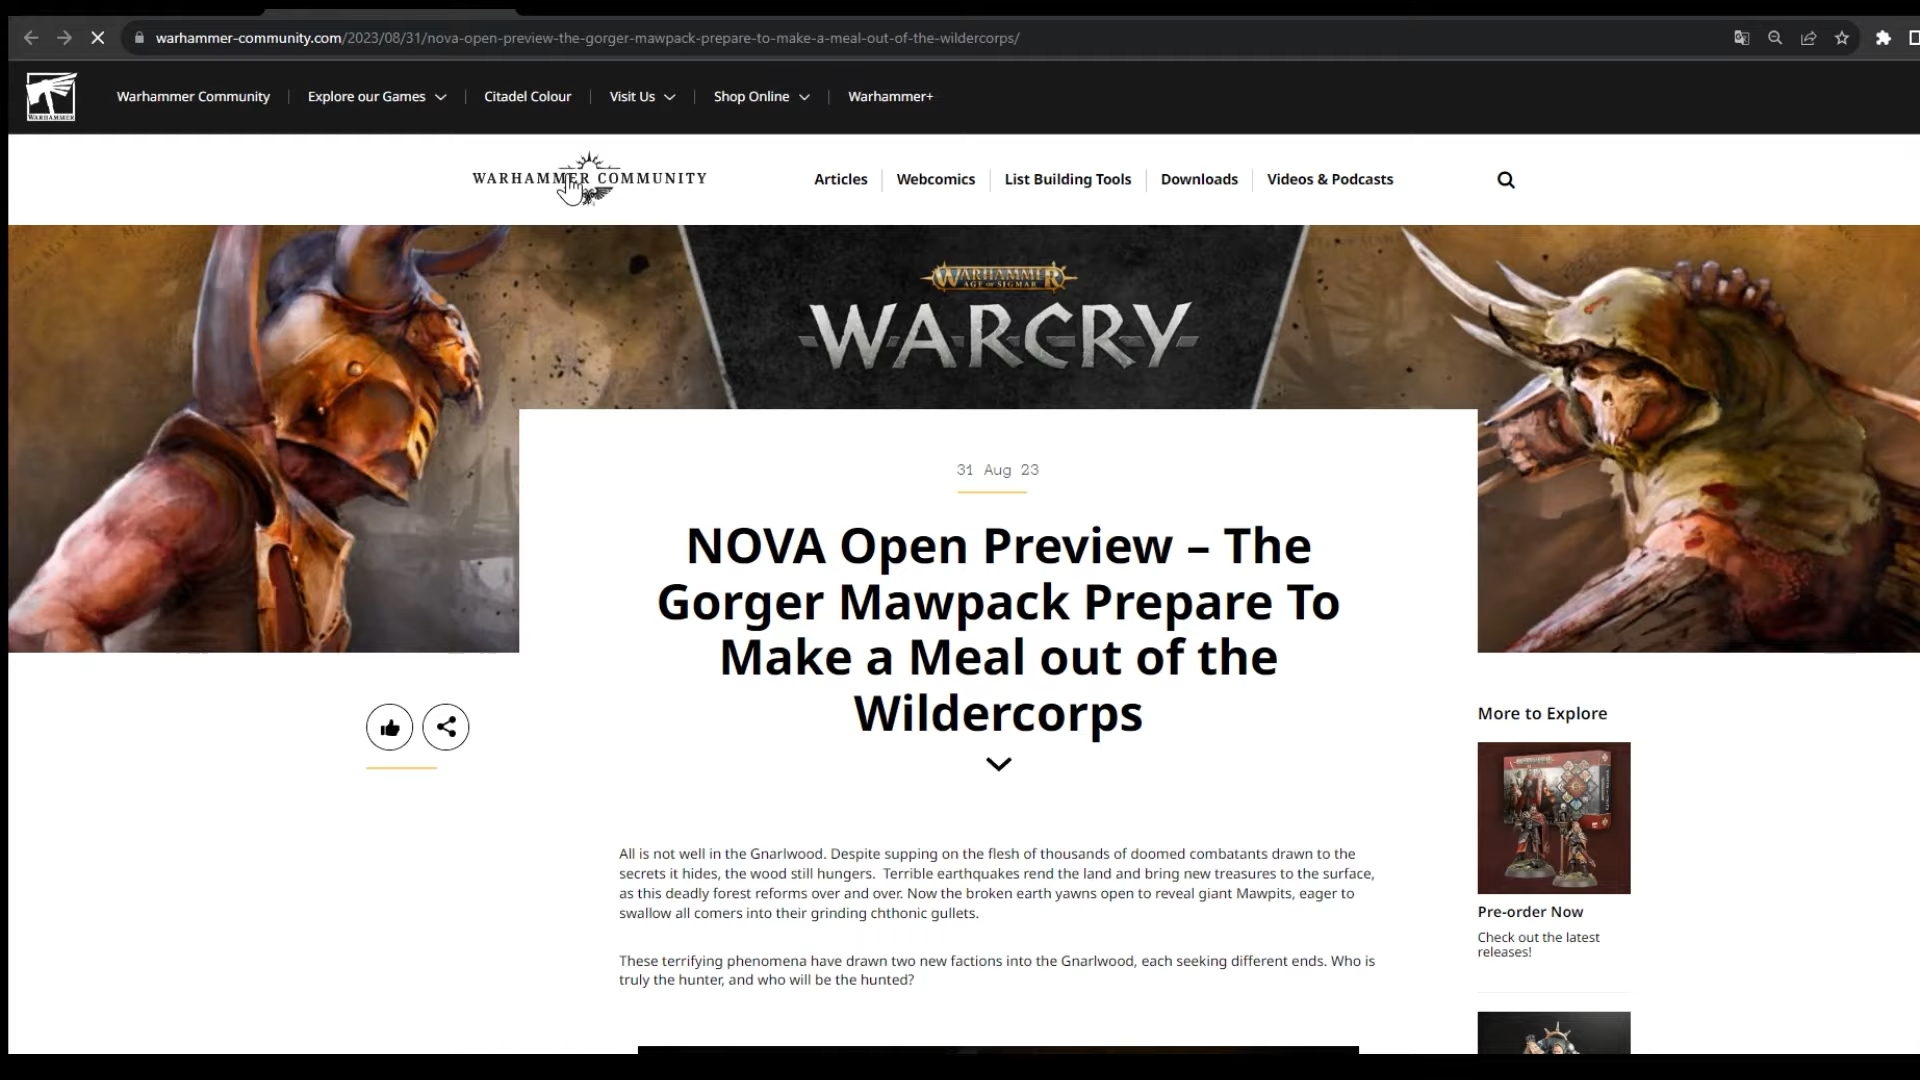 warhammer-community.com/2023/08/31/nova-open-preview-the-gorger-mawpack-prepare-to-make-a-meal-out-of-the-wildercorps/
WARHAMMER
Warhammer Community
Explore our Games
Citadel Colour
Visit Us
Shop Online
Warhammer+
WARHAMMER COMMUNITY
Articles
Webcomics
List Building Tools
Downloads
Videos & Podcasts
WARHAMMER
AGE OF SIGMAR
WARCRY
31 Aug 23
NOVA Open Preview – The
Gorger Mawpack Prepare To
Make a Meal out of the
Wildercorps
All is not well in the Gnarlwood. Despite supping on the flesh of thousands of doomed combatants drawn to the
secrets it hides, the wood still hungers.  Terrible earthquakes rend the land and bring new treasures to the surface,
as this deadly forest reforms over and over. Now the broken earth yawns open to reveal giant Mawpits, eager to
swallow all comers into their grinding chthonic gullets.
These terrifying phenomena have drawn two new factions into the Gnarlwood, each seeking different ends. Who is
truly the hunter, and who will be the hunted?
More to Explore
Pre-order Now
Check out the latest
releases!